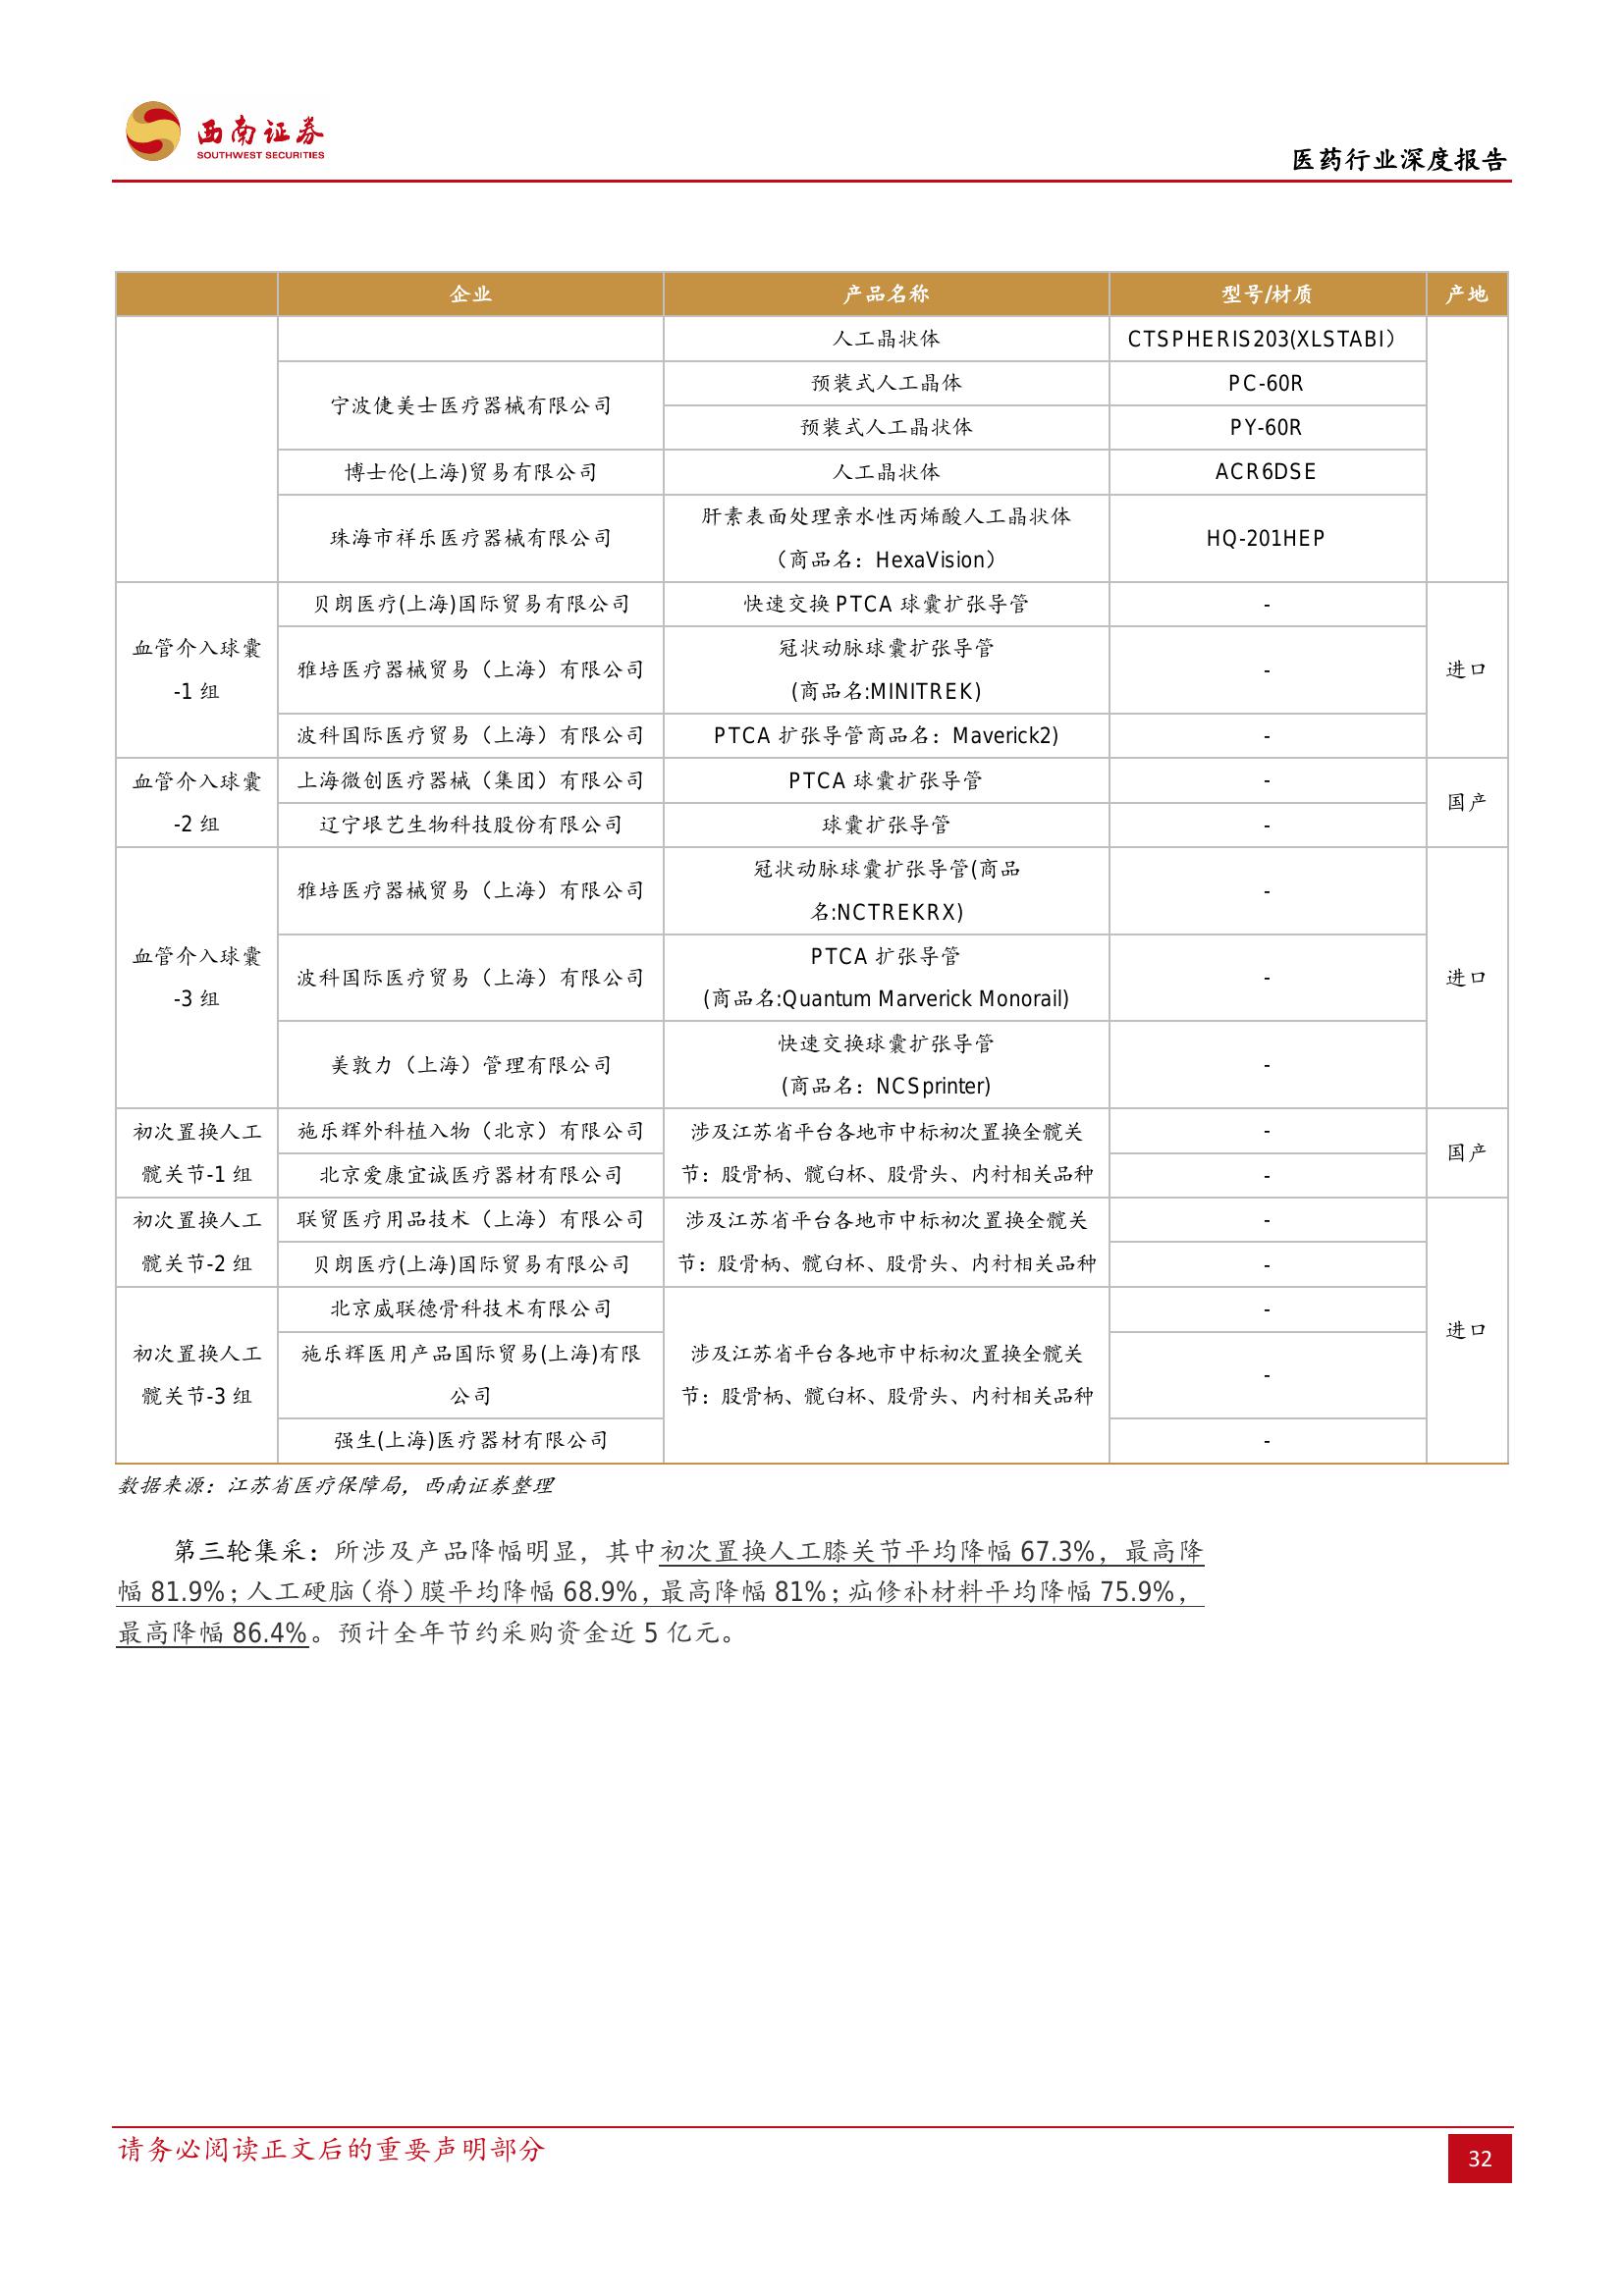 西南证券
SOUTHWEST SECURITIES
医药行业深度报告
企业 产品名称 型号/材质 产地
人工晶状体 CTSPHERIS203(XLSTABI）
宁波倢美士医疗器械有限公司
预装式人工晶体 PC-60R
预装式人工晶状体 PY-60R
博士伦(上海)贸易有限公司 人工晶状体 ACR6DSE
珠海市祥乐医疗器械有限公司
肝素表面处理亲水性丙烯酸人工晶状体
（商品名：HexaVision）
HQ-201HEP
血管介入球囊
-1 组
贝朗医疗(上海)国际贸易有限公司 快速交换 PTCA 球囊扩张导管 -
雅培医疗器械贸易（上海）有限公司
冠状动脉球囊扩张导管
(商品名:MINITREK)
-
波科国际医疗贸易（上海）有限公司 PTCA 扩张导管商品名：Maverick2) -
进口
血管介入球囊
-2 组
上海微创医疗器械（集团）有限公司 PTCA 球囊扩张导管 -
辽宁垠艺生物科技股份有限公司 球囊扩张导管 -
国产
血管介入球囊
-3 组
雅培医疗器械贸易（上海）有限公司
冠状动脉球囊扩张导管(商品
名:NCTREKRX)
-
波科国际医疗贸易（上海）有限公司
PTCA 扩张导管
(商品名:Quantum Marverick Monorail)
-
美敦力（上海）管理有限公司
快速交换球囊扩张导管
(商品名：NCSprinter)
-
进口
初次置换人工
髋关节-1 组
施乐辉外科植入物（北京）有限公司
北京爱康宜诚医疗器材有限公司
涉及江苏省平台各地市中标初次置换全髋关
节：股骨柄、髋臼杯、股骨头、内衬相关品种
-
-
国产
初次置换人工
髋关节-2 组
联贸医疗用品技术（上海）有限公司
贝朗医疗(上海)国际贸易有限公司
涉及江苏省平台各地市中标初次置换全髋关
节：股骨柄、髋臼杯、股骨头、内衬相关品种
-
-
初次置换人工
髋关节-3 组
北京威联德骨科技术有限公司
施乐辉医用产品国际贸易(上海)有限
公司
强生(上海)医疗器材有限公司
涉及江苏省平台各地市中标初次置换全髋关
节：股骨柄、髋臼杯、股骨头、内衬相关品种
-
-
-
进口
数据来源：江苏省医疗保障局，西南证券整理
第三轮集采：所涉及产品降幅明显，其中初次置换人工膝关节平均降幅 67.3%，最高降
幅 81.9%；人工硬脑（脊）膜平均降幅 68.9%，最高降幅 81%；疝修补材料平均降幅 75.9%，
最高降幅 86.4%。预计全年节约采购资金近 5 亿元。
请务必阅读正文后的重要声明部分
32